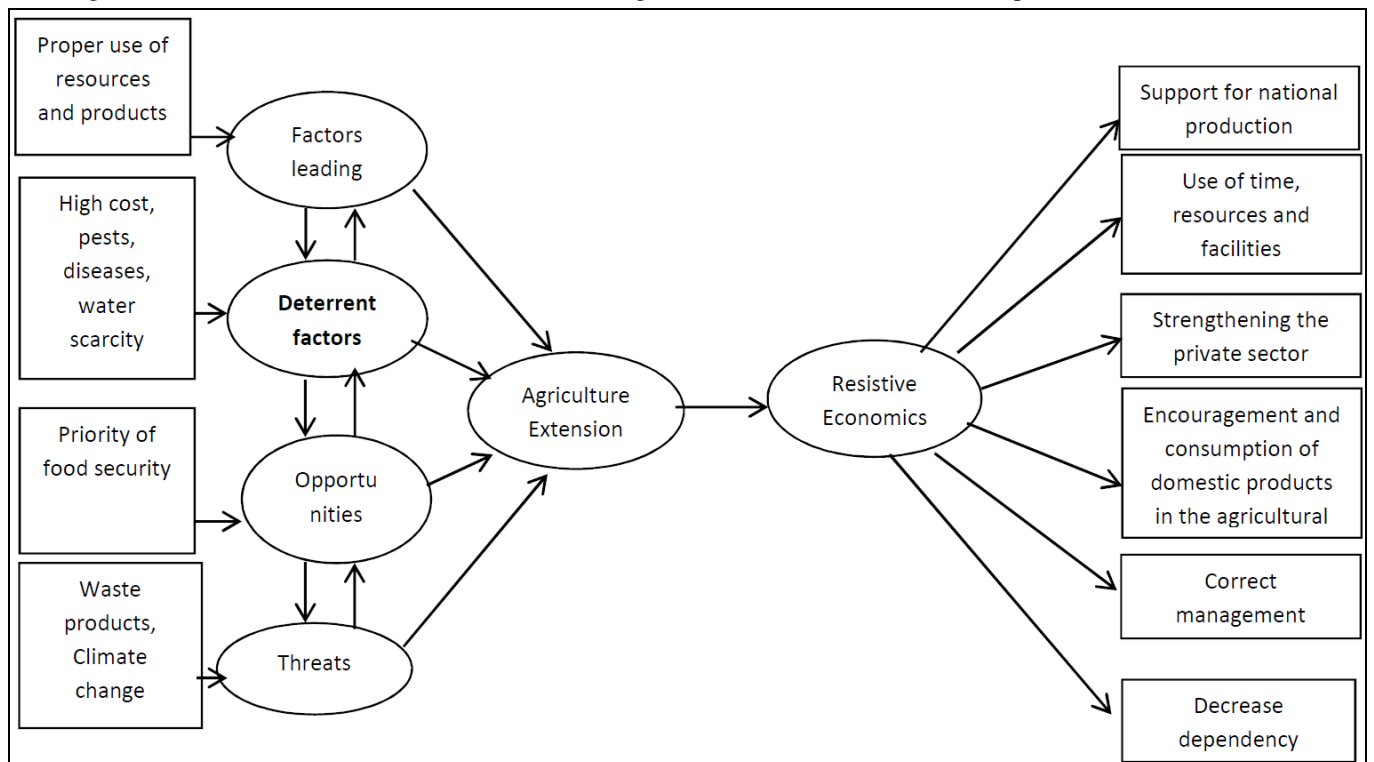 Proper use of
resources
and products
High cost,
pests,
diseases,
water
scarcity
Priority of
food security
Waste
products,
Climate
change
Factors
leading
Deterrent
factors
Opportu
nities
Threats
Agriculture
Extension
Resistive
Economics
Support for national
production
Use of time,
resources and
facilities
Strengthening the
private sector
Encouragement and
consumption of
domestic products
in the agricultural
Correct
management
Decrease
dependency